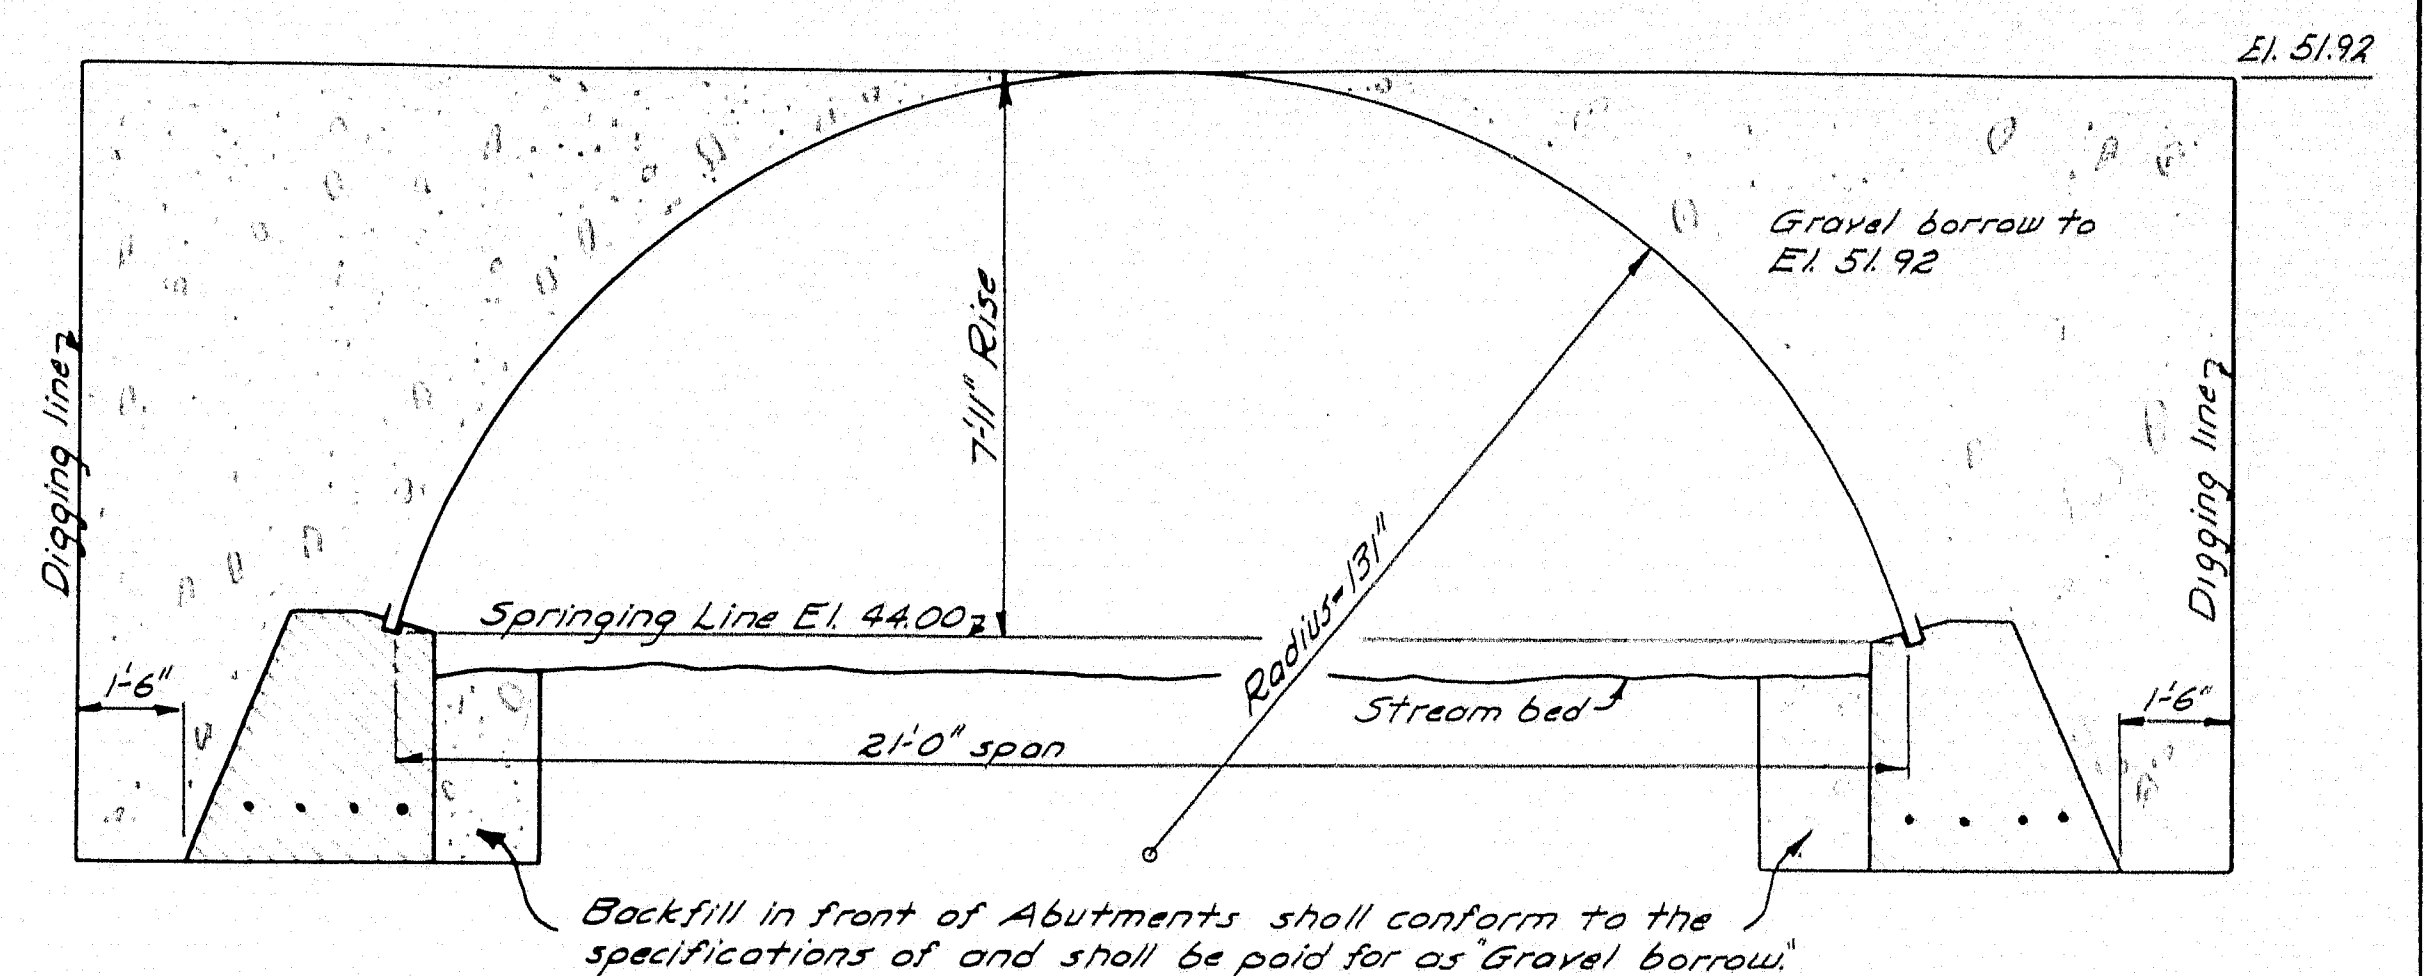 El. 51.92
Gravel borrow to
El. 51.92
7'-11" Rise
Digging line
Digging line
Springing Line El. 44.00
Radius-131"
1'-6"
1'-6"
Stream bed
21'-0" span
Backfill in front of Abutments shall conform to the
specifications of and shall be paid for as "Gravel borrow."